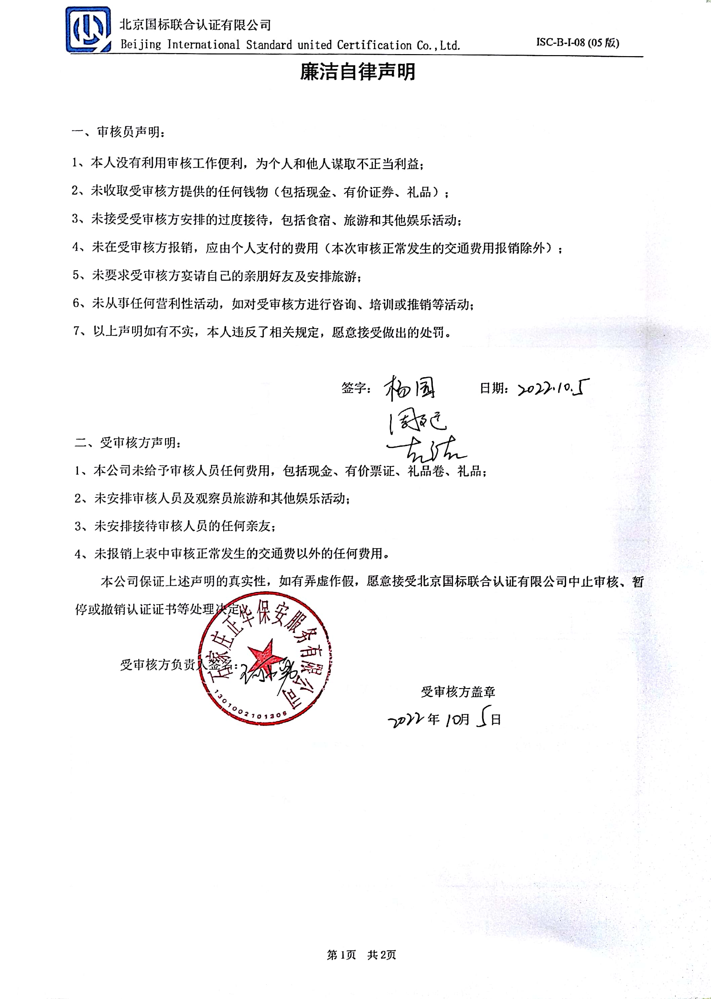 北京国标联合认证有限公司
Beijing International Standard united Certification Co.,Ltd.
ISC-B-I-08(05版)
廉洁自律声明
一、审核员声明:
1、本人没有利用审核工作便利，为个人和他人谋取不正当利益；
2、未收取受审核方提供的任何钱物（包括现金、有价证券、礼品）；
3、未接受受审核方安排的过度接待，包括食宿、旅游和其他娱乐活动；
4、未在受审核方报销，应由个人支付的费用（本次审核正常发生的交通费用报销除外）；
5、未要求受审核方宴请自己的亲朋好友及安排旅游；
6、未从事任何营利性活动，如对受审核方进行咨询、培训或推销等活动；
7、以上声明如有不实，本人违反了相关规定，愿意接受做出的处罚。
签字：杨园 日期：2022.10.5
二、受审核方声明：
1、本公司未给予审核人员任何费用，包括现金、有价票证、礼品卷、礼品；
2、未安排审核人员及观察员旅游和其他娱乐活动；
3、未安排接待审核人员的任何亲友；
4、未报销上表中审核正常发生的交通费以外的任何费用。
本公司保证上述声明的真实性，如有弄虚作假，愿意接受北京国标联合认证有限公司中止审核、暂
停或撤销认证证书等处理决定
石家庄正华保安服务有限公司
受审核方负责人签名：
1301002101306
受审核方盖章
2022年10月5日
第1页 共2页